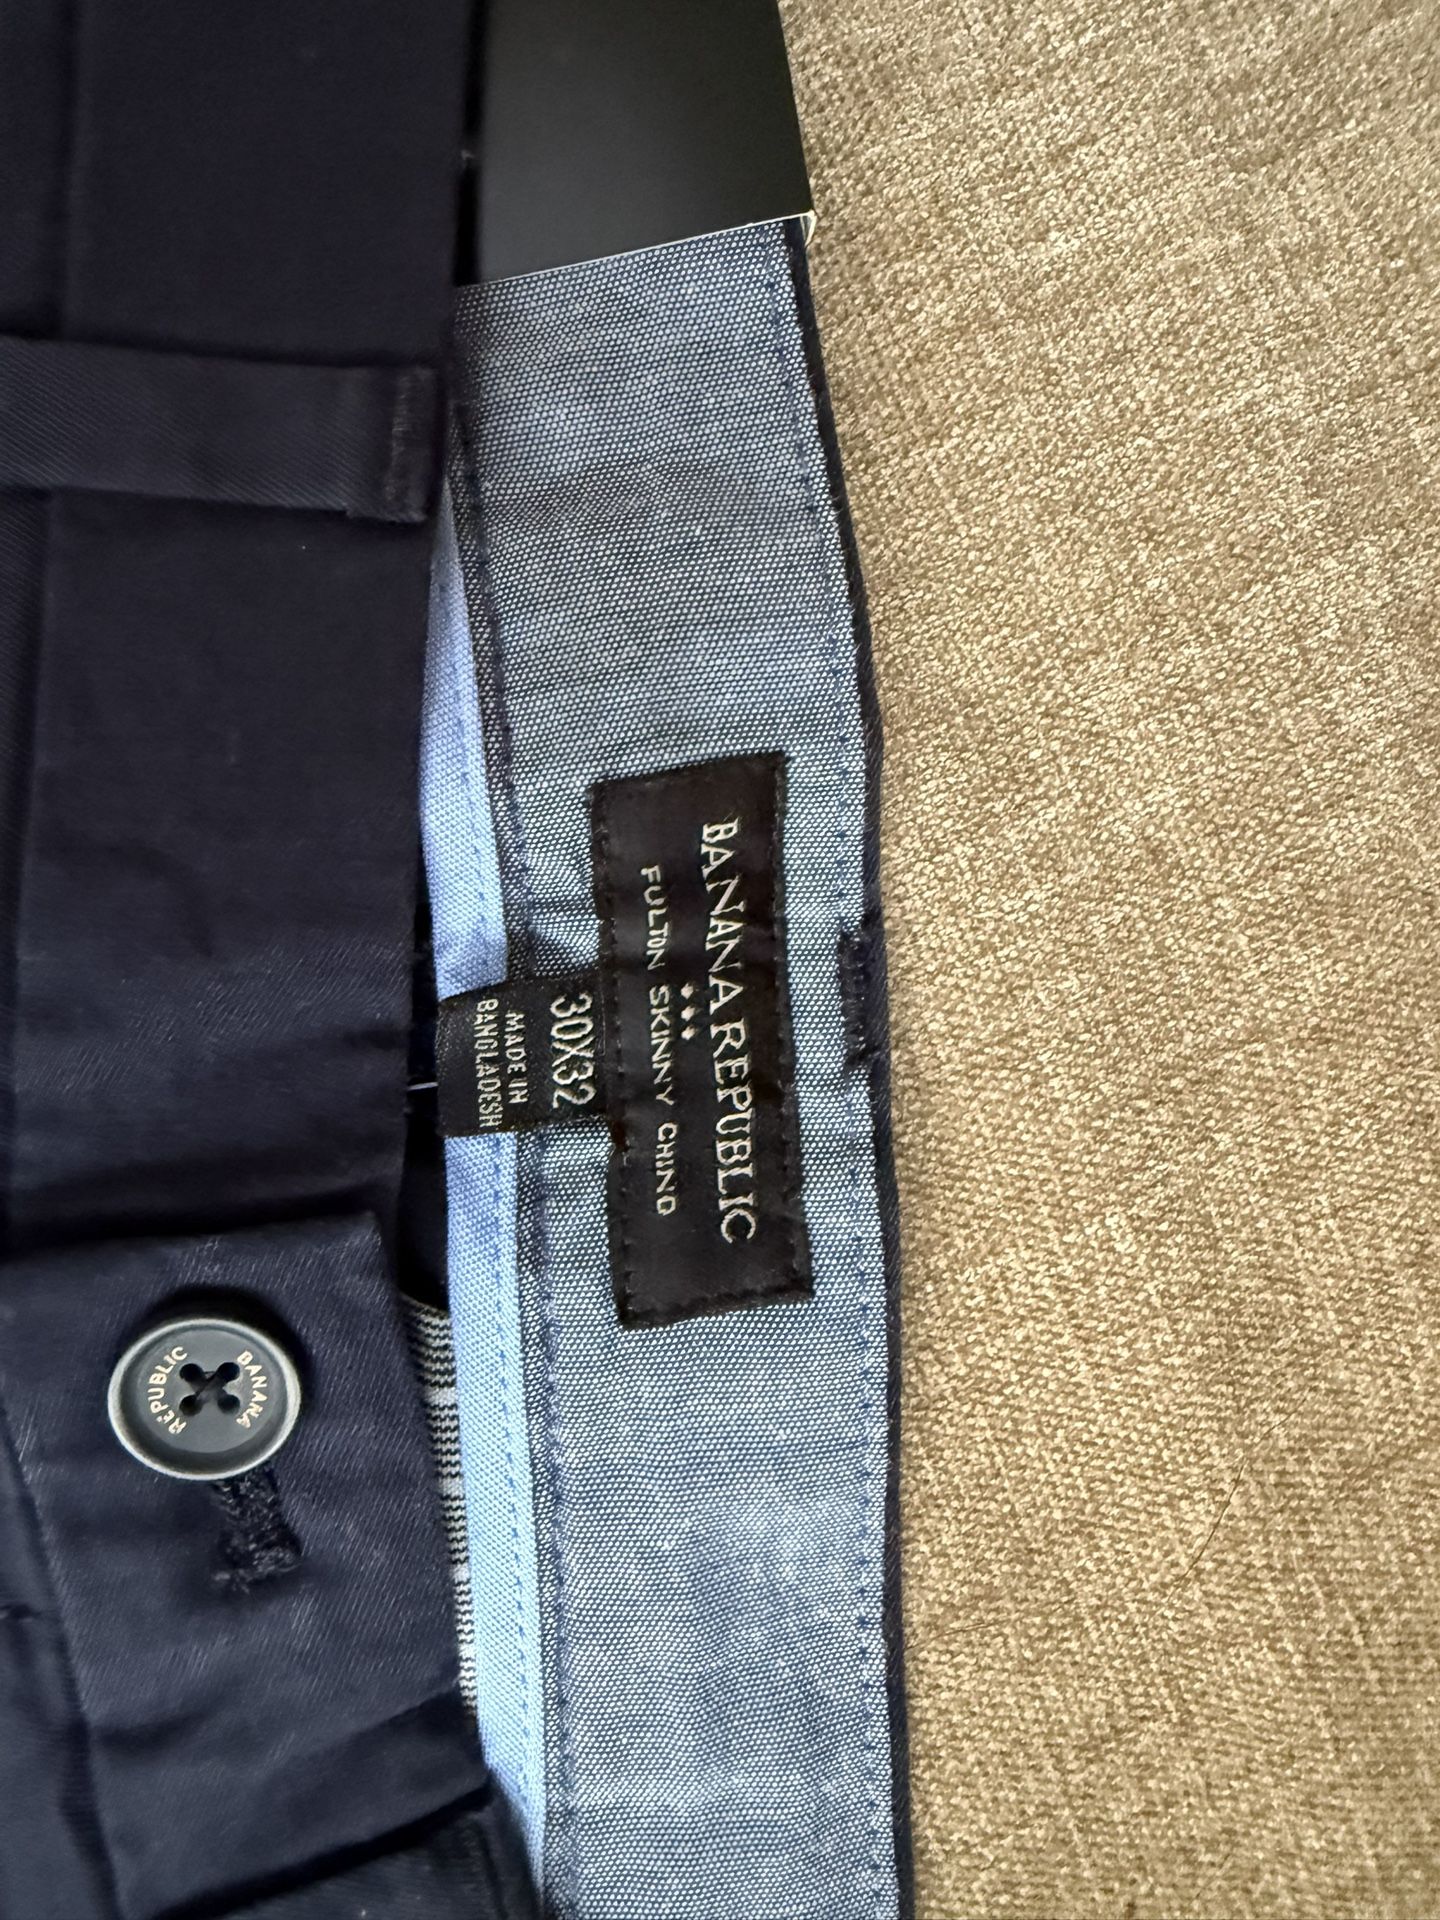 BANANA REPUBLIC
FULTON SKINNY CHINO
30X32
MADE IN
BANGLADESH
BANANA
REPUBLIC